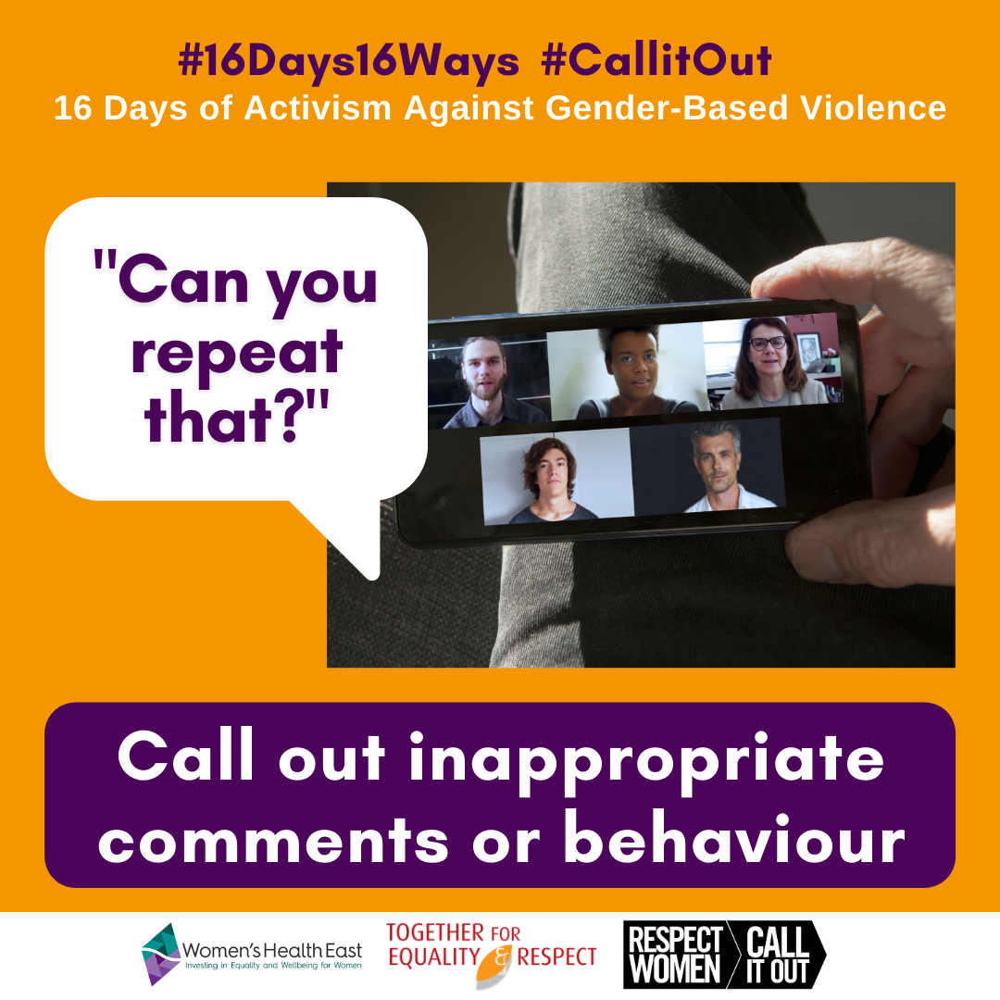 #16Days16Ways #CallitOut
16 Days of Activism Against Gender-Based Violence
"Can you
repeat
that?"
Call out inappropriate
comments or behaviour
Women's Health East
Investing in Equality and Wellbeing for Women
TOGETHER FOR
EQUALITY & RESPECT
RESPECT
WOMEN
CALL
IT OUT